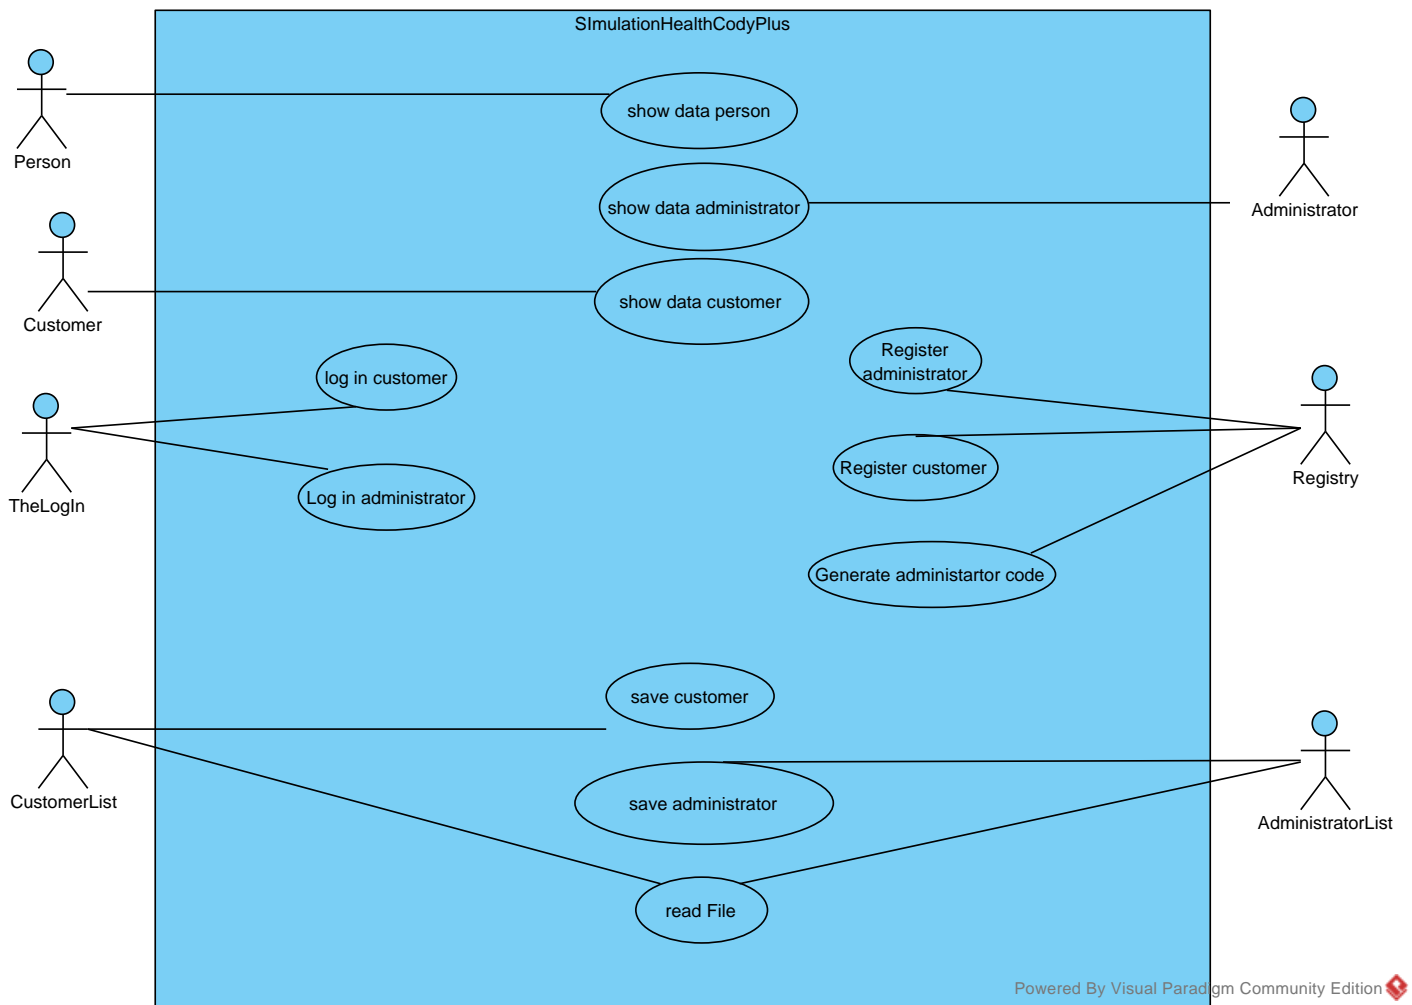 SImulationHealthCodyPlus
Person
show data person
show data administrator
Administrator
Customer
show data customer
log in customer
Register
administrator
TheLogIn
Log in administrator
Register customer
Registry
Generate administartor code
save customer
CustomerList
save administrator
AdministratorList
read File
Powered By Visual Paradigm Community Edition